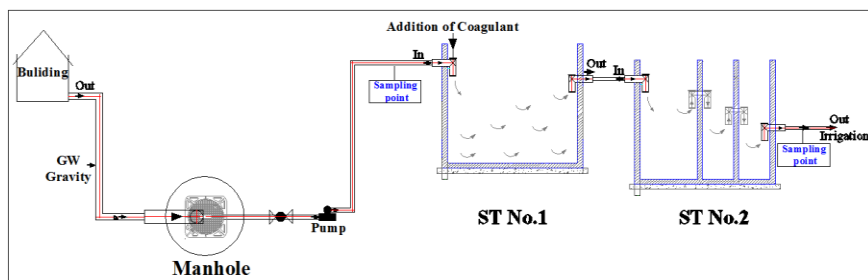 Addition of Coagulant
Buliding
Out
GW
Gravity
Manhole
Pump
Sampling
point
In
ST No.1
Out
In
ST No.2
Out
Irrigation
Sampling
point